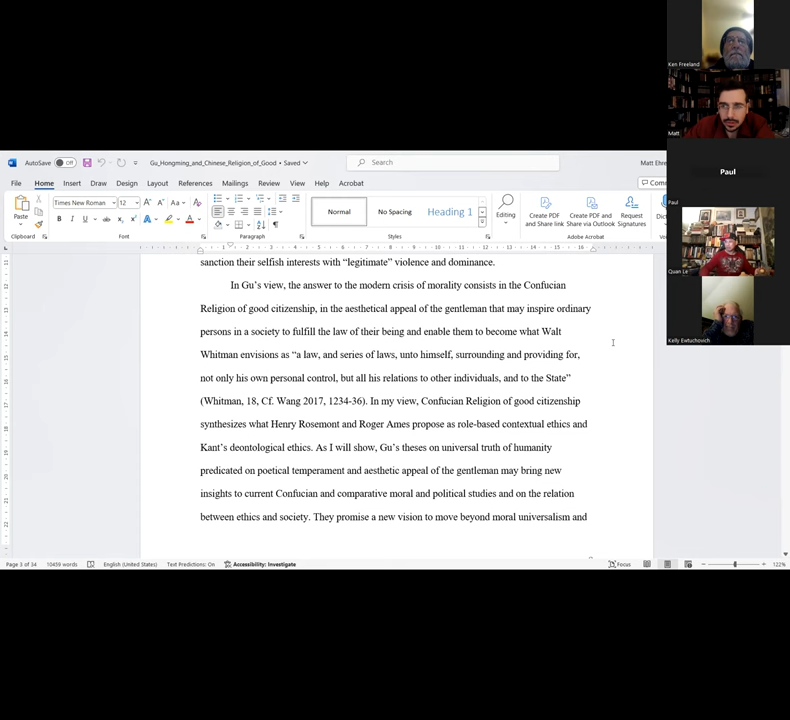 Ken Freeland
Matt
Paul
Paul
Quan Le
Kelly Ewtuchovich
AutoSave Off
Gu_Hongming_and_Chinese_Religion_of_Good • Saved
Search
File Home Insert Draw Design Layout References Mailings Review View Help Acrobat
Times New Roman 12
Paste
Normal No Spacing Heading 1
Editing
Create PDF and Share link
Create PDF and Share via Outlook
Request Signatures
Clipboard Font Paragraph Styles Adobe Acrobat
sanction their selfish interests with “legitimate” violence and dominance.
In Gu’s view, the answer to the modern crisis of morality consists in the Confucian
Religion of good citizenship, in the aesthetical appeal of the gentleman that may inspire ordinary
persons in a society to fulfill the law of their being and enable them to become what Walt
Whitman envisions as “a law, and series of laws, unto himself, surrounding and providing for,
not only his own personal control, but all his relations to other individuals, and to the State”
(Whitman, 18, Cf. Wang 2017, 1234-36). In my view, Confucian Religion of good citizenship
synthesizes what Henry Rosemont and Roger Ames propose as role-based contextual ethics and
Kant’s deontological ethics. As I will show, Gu’s theses on universal truth of humanity
predicated on poetical temperament and aesthetic appeal of the gentleman may bring new
insights to current Confucian and comparative moral and political studies and on the relation
between ethics and society. They promise a new vision to move beyond moral universalism and
Page 3 of 34 10459 words English (United States) Text Predictions: On Accessibility: Investigate Focus 122%